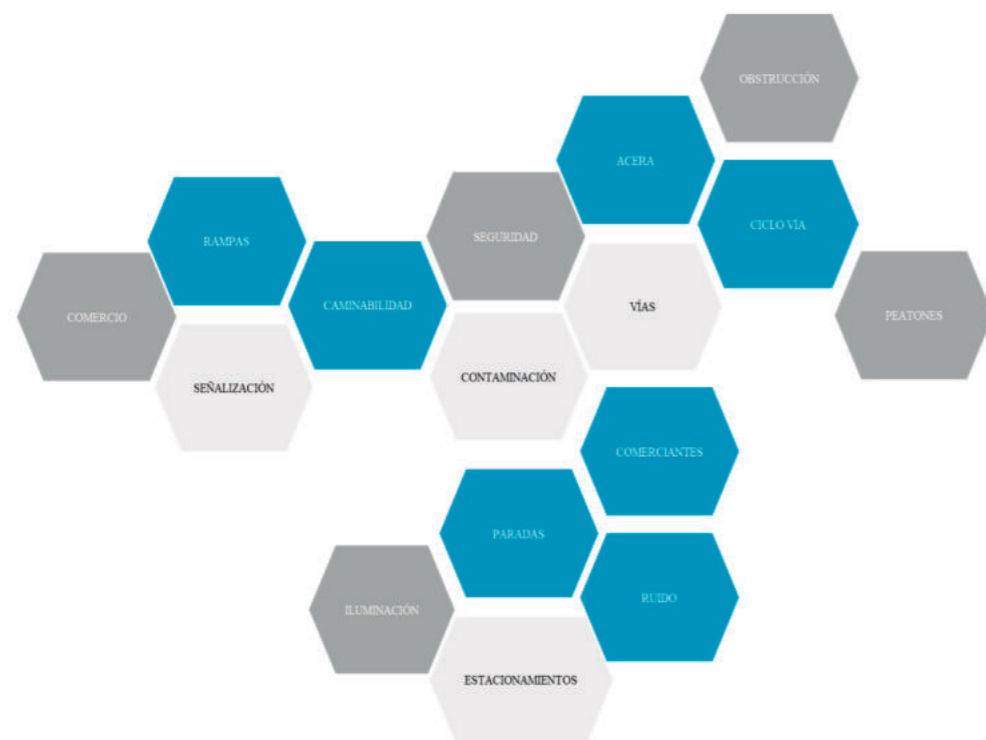 OBSTRUCCIÓN
ACERA
CICLO VÍA
SEGURIDAD
RAMPAS
CAMINABILIDAD
VÍAS
COMERCIO
PEATONES
SEÑALIZACIÓN
CONTAMINACIÓN
COMERCIANTES
PARADAS
RUIDO
ILUMINACIÓN
ESTACIONAMIENTOS